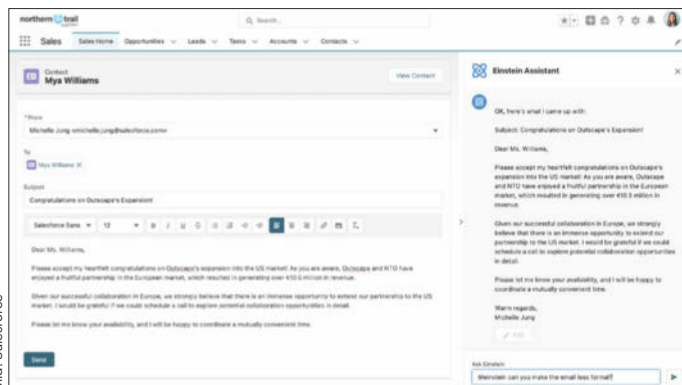 northern trail
Search...
Sales
Sales Home
Opportunities
Leads
Tasks
Accounts
Contacts
Contact
Mya Williams
View Contact
*From
Michelle Jung <michelle.jung@salesforce.com>
To
Mya Williams ×
Subject
Congratulations on Outscape's Expansion!
Salesforce Sans
12
B I U S
Dear Ms. Williams,
Please accept my heartfelt congratulations on Outscape's expansion into the US market! As you are aware, Outscape and NTO have
enjoyed a fruitful partnership in the European market, which resulted in generating over €10.5 million in revenue.
Given our successful collaboration in Europe, we strongly believe that there is an immense opportunity to extend our partnership to the US
market. I would be grateful if we could schedule a call to explore potential collaboration opportunities in detail.
Please let me know your availability, and I will be happy to coordinate a mutually convenient time.
Send
Einstein Assistant
OK, here's what I came up with:
Subject: Congratulations on Outscape's Expansion!
Dear Ms. Williams,
Please accept my heartfelt congratulations on Outscape's
expansion into the US market! As you are aware, Outscape
and NTO have enjoyed a fruitful partnership in the European
market, which resulted in generating over €10.5 million in
revenue.
Given our successful collaboration in Europe, we strongly
believe that there is an immense opportunity to extend our
partnership to the US market. I would be grateful if we could
schedule a call to explore potential collaboration opportunities
in detail.
Please let me know your availability, and I will be happy to
coordinate a mutually convenient time.
Warm regards,
Michelle Jung
Edit
Ask Einstein
#einstein can you make the email less formal?
Salesforce